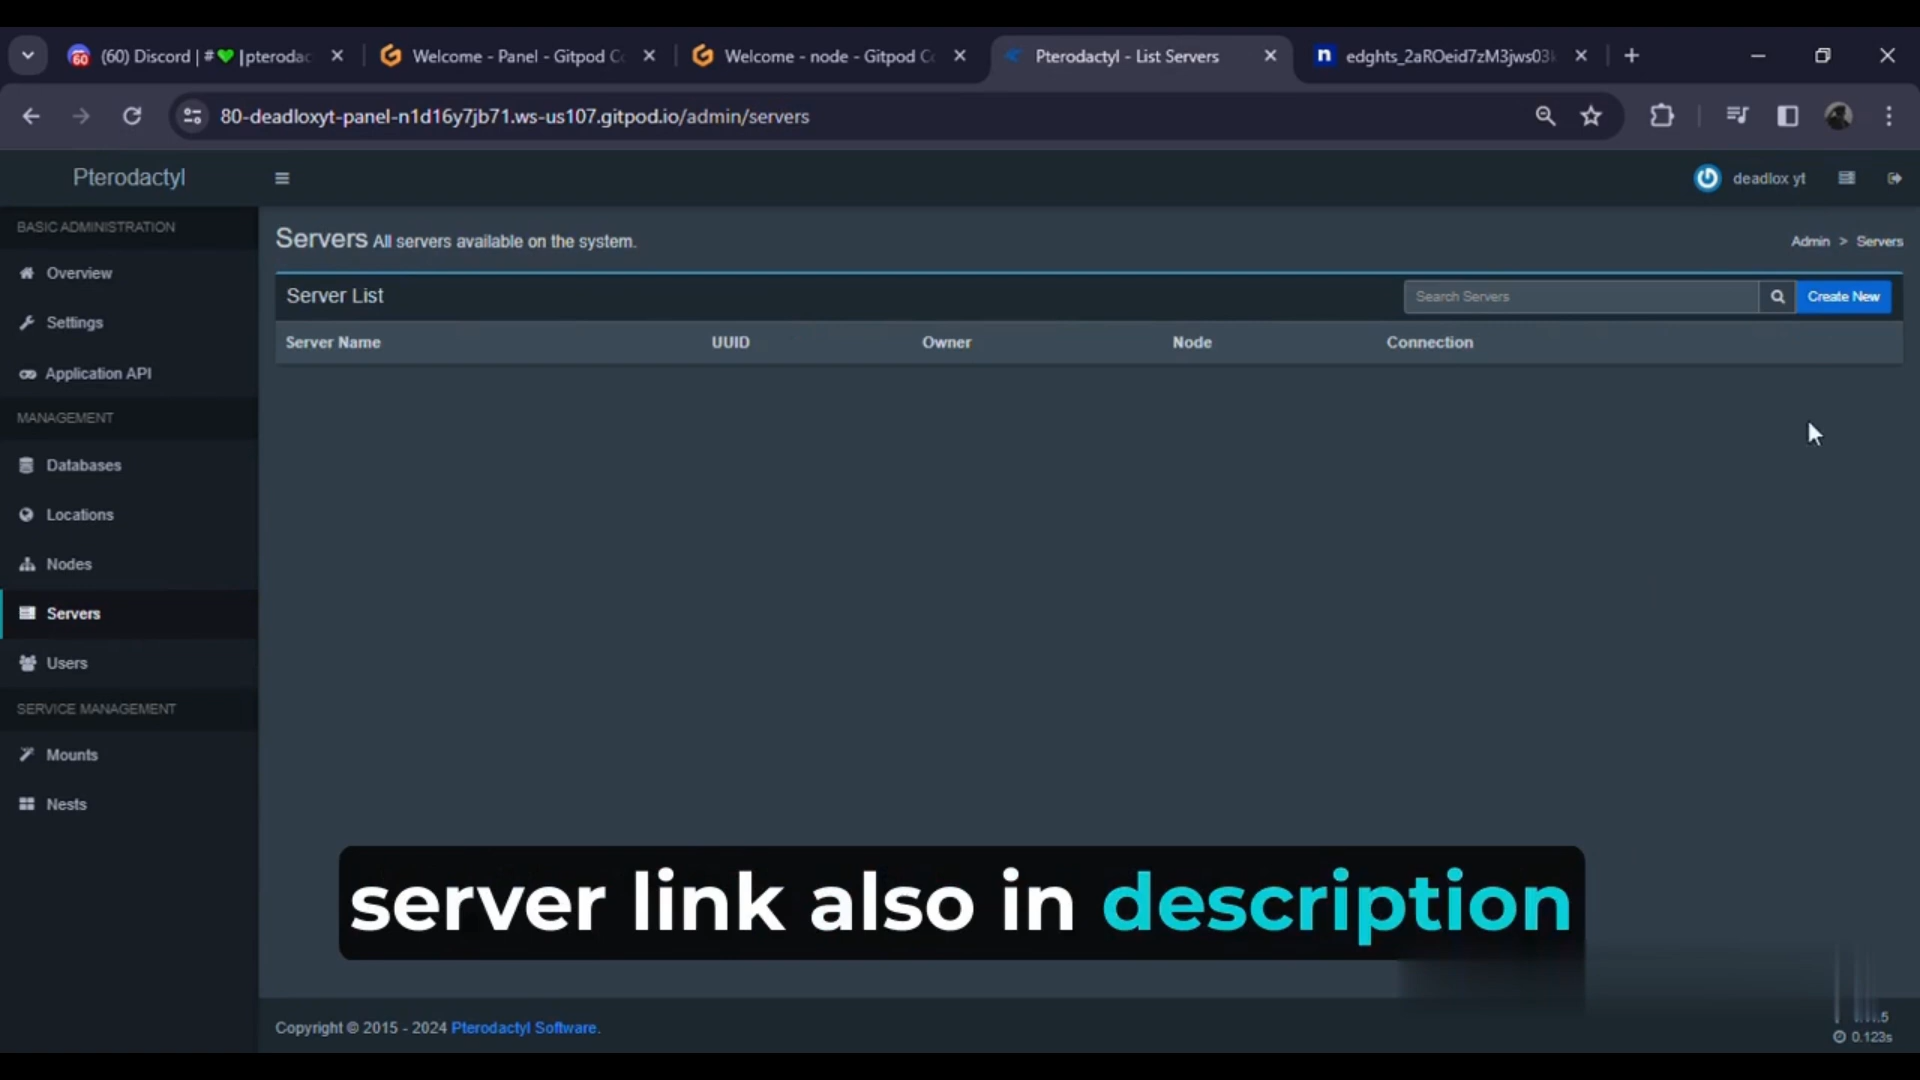 (60) Discord | #💚 |pterodac
Welcome - Panel - Gitpod Co
Welcome - node - Gitpod Co
Pterodactyl - List Servers
edghts_2aROeid7zM3jws03k
80-deadloxyt-panel-n1d16y7jb71.ws-us107.gitpod.io/admin/servers
Pterodactyl
deadlox yt
BASIC ADMINISTRATION
Overview
Settings
Application API
MANAGEMENT
Databases
Locations
Nodes
Servers
Users
SERVICE MANAGEMENT
Mounts
Nests
Servers All servers available on the system.
Admin > Servers
Server List
Search Servers
Create New
Server Name UUID Owner Node Connection
server link also in description
Copyright © 2015 - 2024 Pterodactyl Software.
0.123s